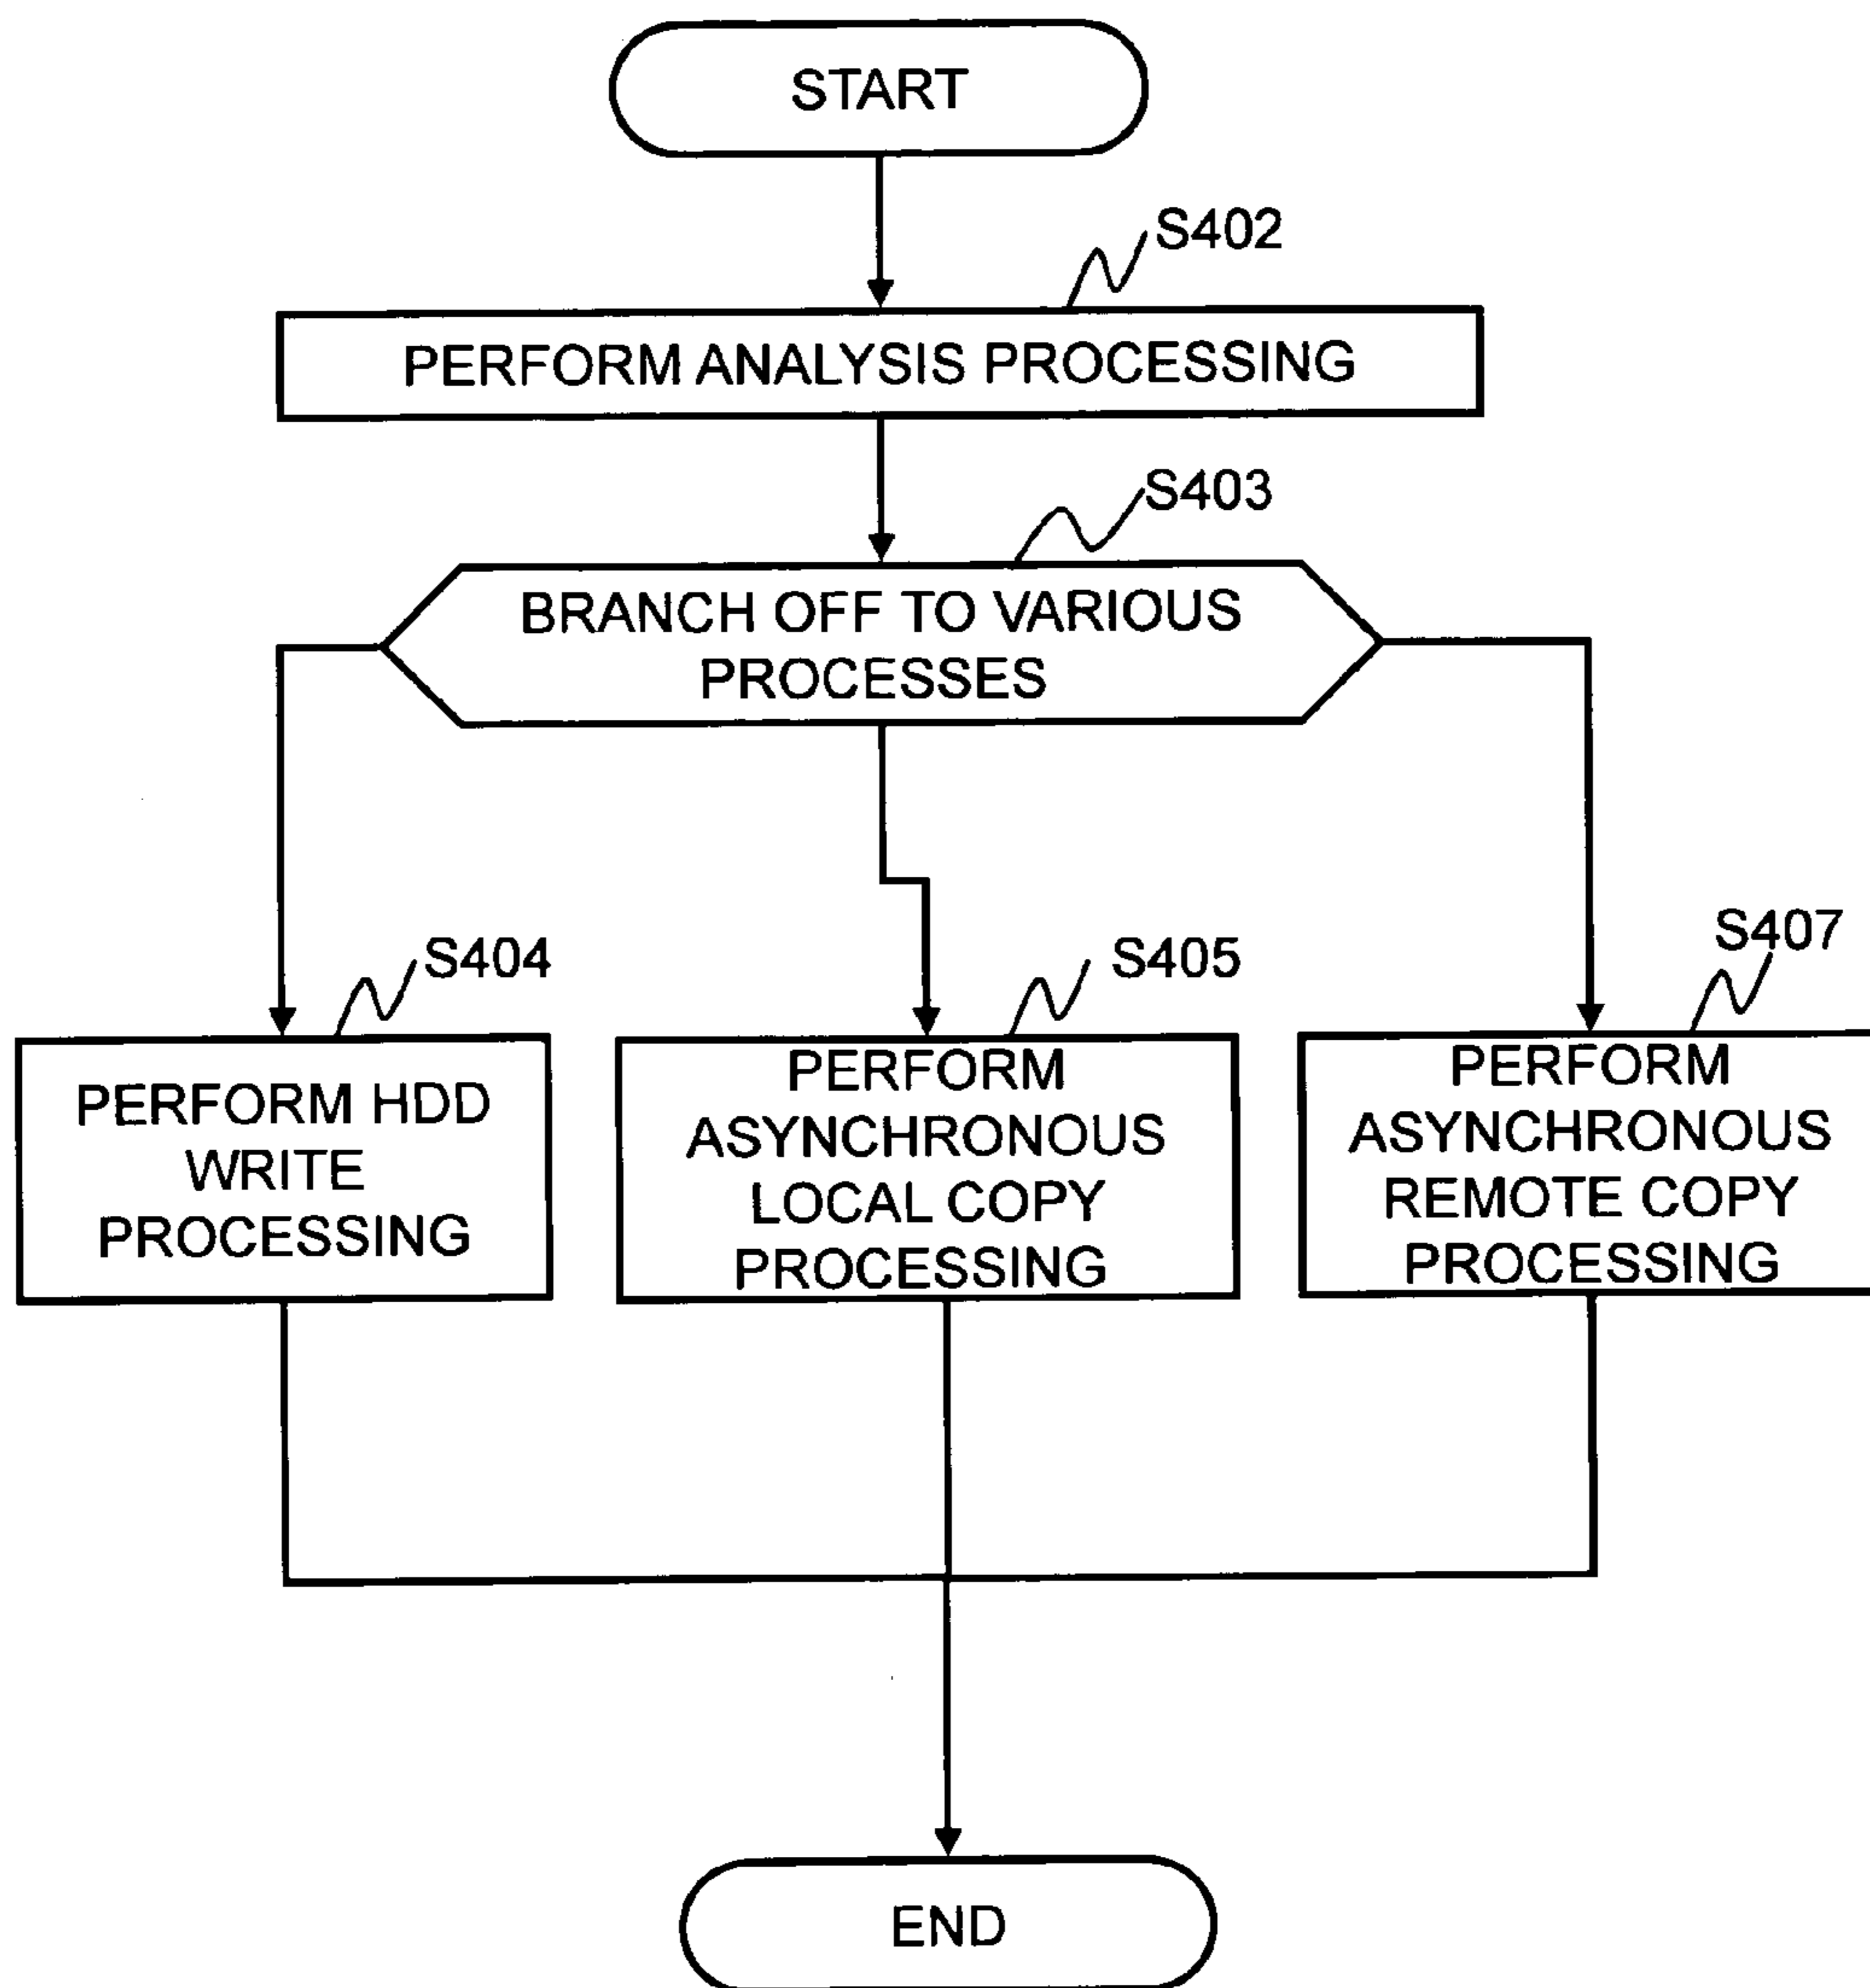 START
S402
PERFORM ANALYSIS PROCESSING
S403
BRANCH OFF TO VARIOUS
PROCESSES
S404
PERFORM HDD
WRITE
PROCESSING
S405
PERFORM
ASYNCHRONOUS
LOCAL COPY
PROCESSING
S407
PERFORM
ASYNCHRONOUS
REMOTE COPY
PROCESSING
END